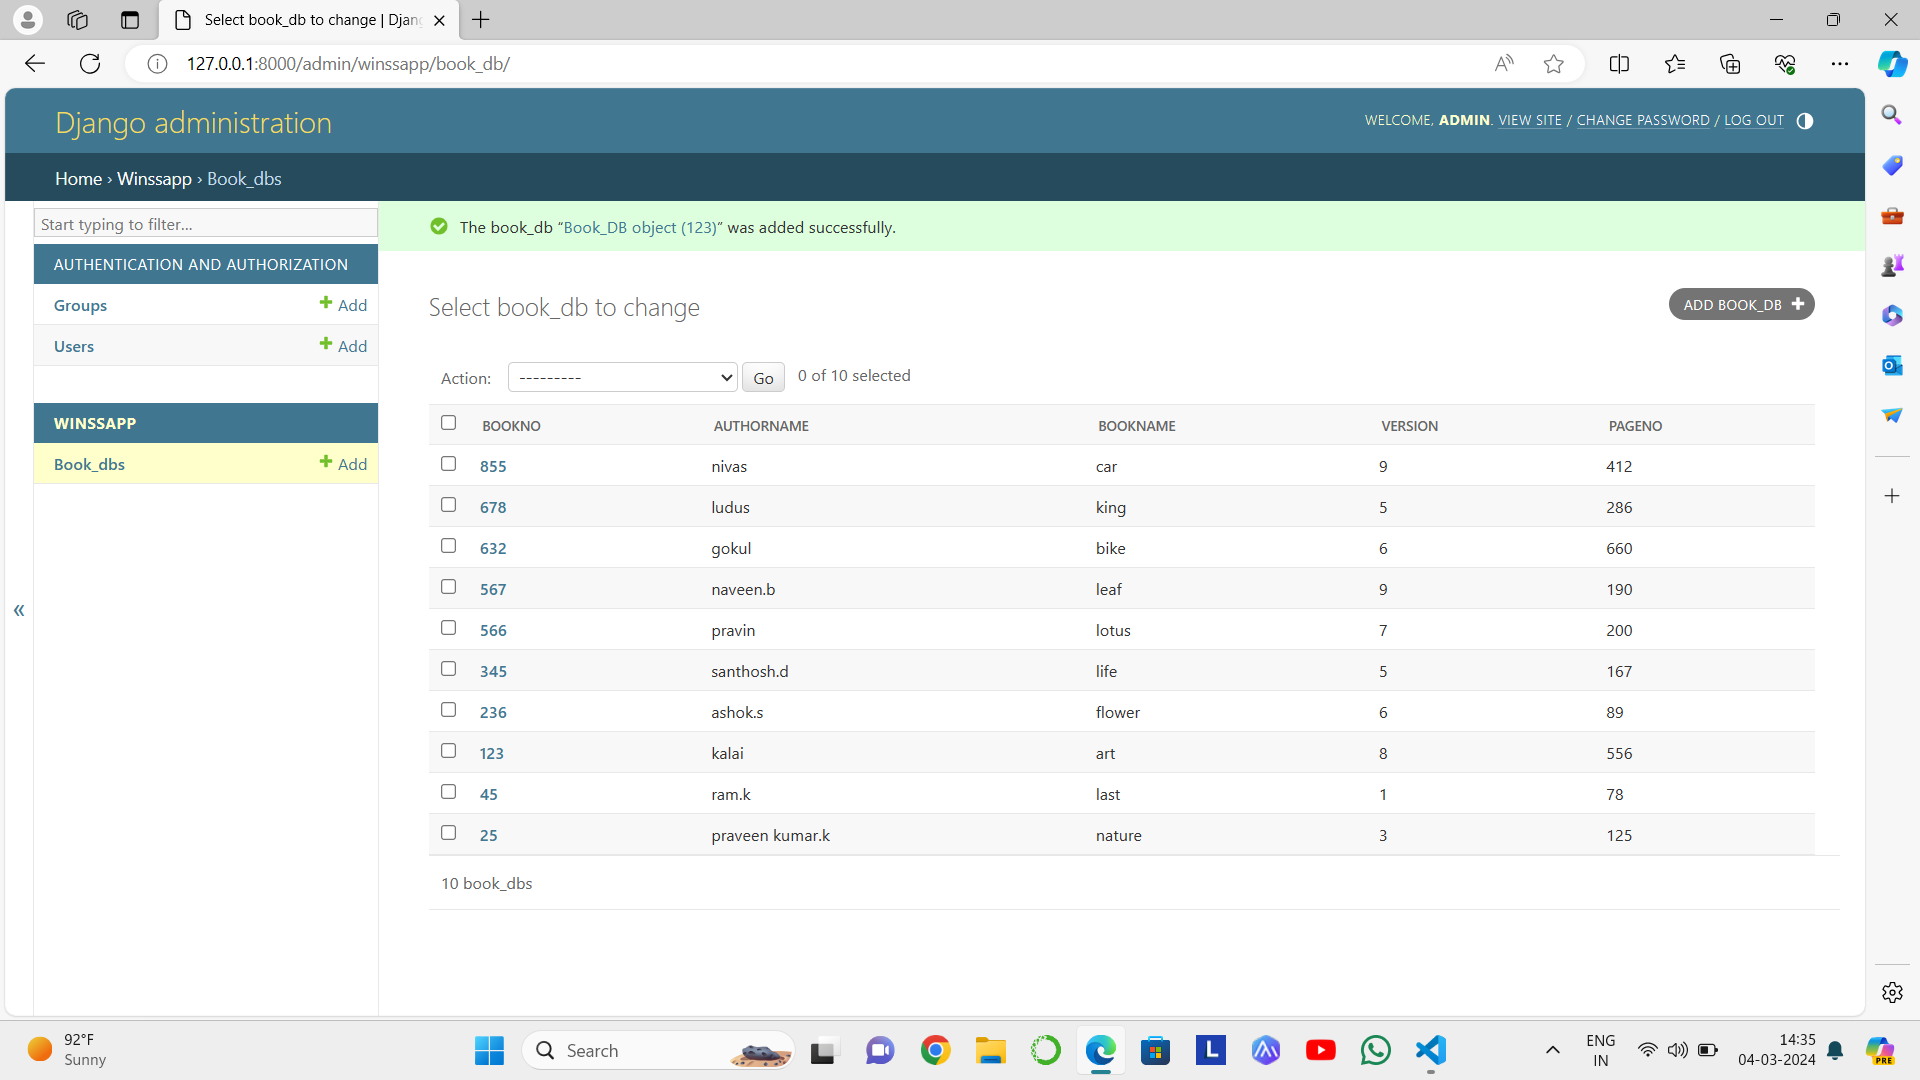 Select book_db to change | Djang
127.0.0.1:8000/admin/winssapp/book_db/
Django administration
WELCOME, ADMIN. VIEW SITE / CHANGE PASSWORD / LOG OUT
Home › Winssapp › Book_dbs
Start typing to filter...
The book_db “Book_DB object (123)” was added successfully.
AUTHENTICATION AND AUTHORIZATION
Groups + Add
Users + Add
WINSSAPP
Book_dbs + Add
«
Select book_db to change
ADD BOOK_DB +
Action: --------- Go 0 of 10 selected
BOOKNO AUTHORNAME BOOKNAME VERSION PAGENO
855 nivas car 9 412
678 ludus king 5 286
632 gokul bike 6 660
567 naveen.b leaf 9 190
566 pravin lotus 7 200
345 santhosh.d life 5 167
236 ashok.s flower 6 89
123 kalai art 8 556
45 ram.k last 1 78
25 praveen kumar.k nature 3 125
10 book_dbs
92°F
Sunny
Search
L
ENG
IN
14:35
04-03-2024
PRE